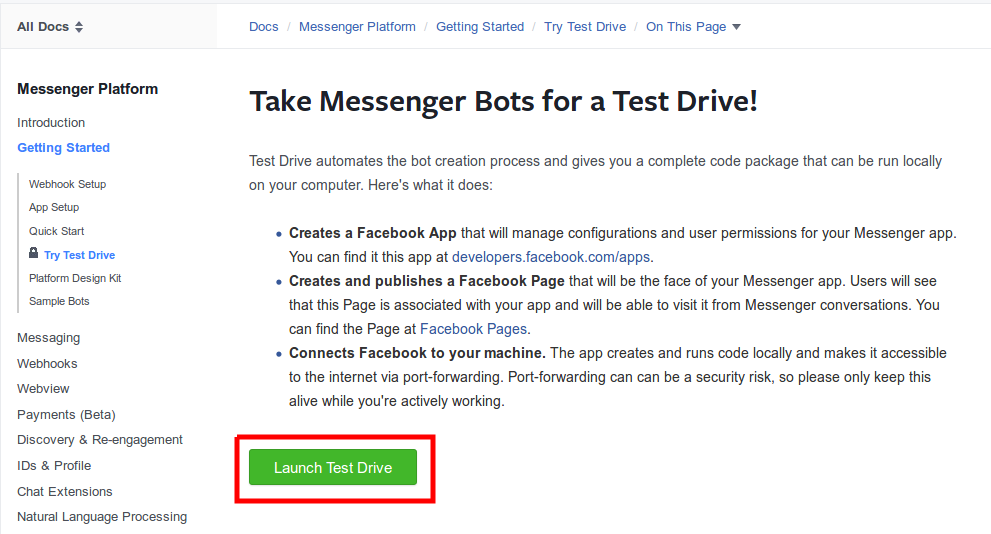 All Docs
Docs / Messenger Platform / Getting Started / Try Test Drive / On This Page
Messenger Platform
Introduction
Getting Started
Webhook Setup
App Setup
Quick Start
Try Test Drive
Platform Design Kit
Sample Bots
Messaging
Webhooks
Webview
Payments (Beta)
Discovery & Re-engagement
IDs & Profile
Chat Extensions
Natural Language Processing
Take Messenger Bots for a Test Drive!
Test Drive automates the bot creation process and gives you a complete code package that can be run locally
on your computer. Here's what it does:
• Creates a Facebook App that will manage configurations and user permissions for your Messenger app.
You can find it this app at developers.facebook.com/apps.
• Creates and publishes a Facebook Page that will be the face of your Messenger app. Users will see
that this Page is associated with your app and will be able to visit it from Messenger conversations. You
can find the Page at Facebook Pages.
• Connects Facebook to your machine. The app creates and runs code locally and makes it accessible
to the internet via port-forwarding. Port-forwarding can can be a security risk, so please only keep this
alive while you're actively working.
Launch Test Drive